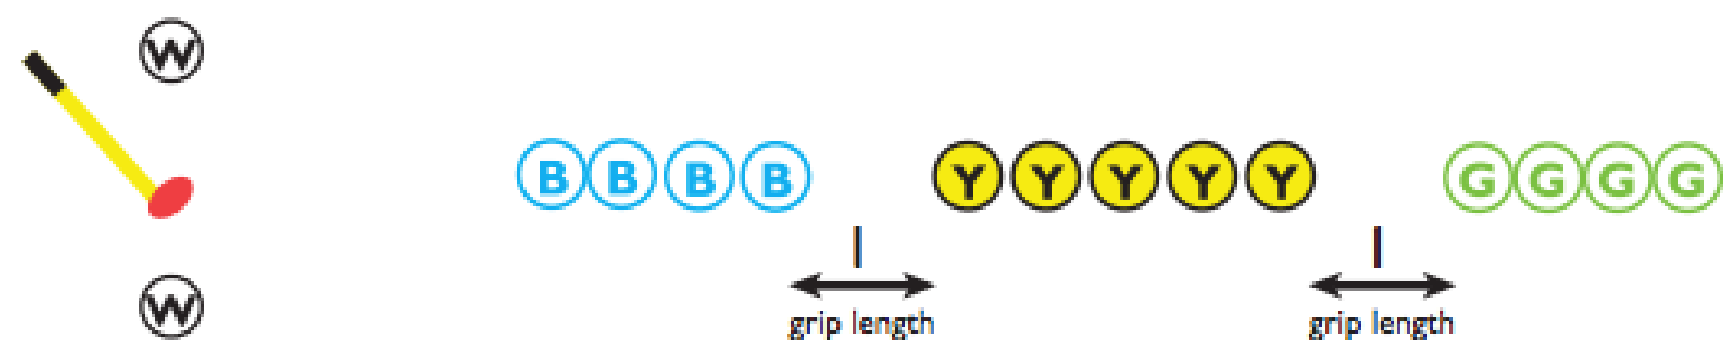 W
B B B B Y Y Y Y Y G G G G
I I
grip length grip length
W